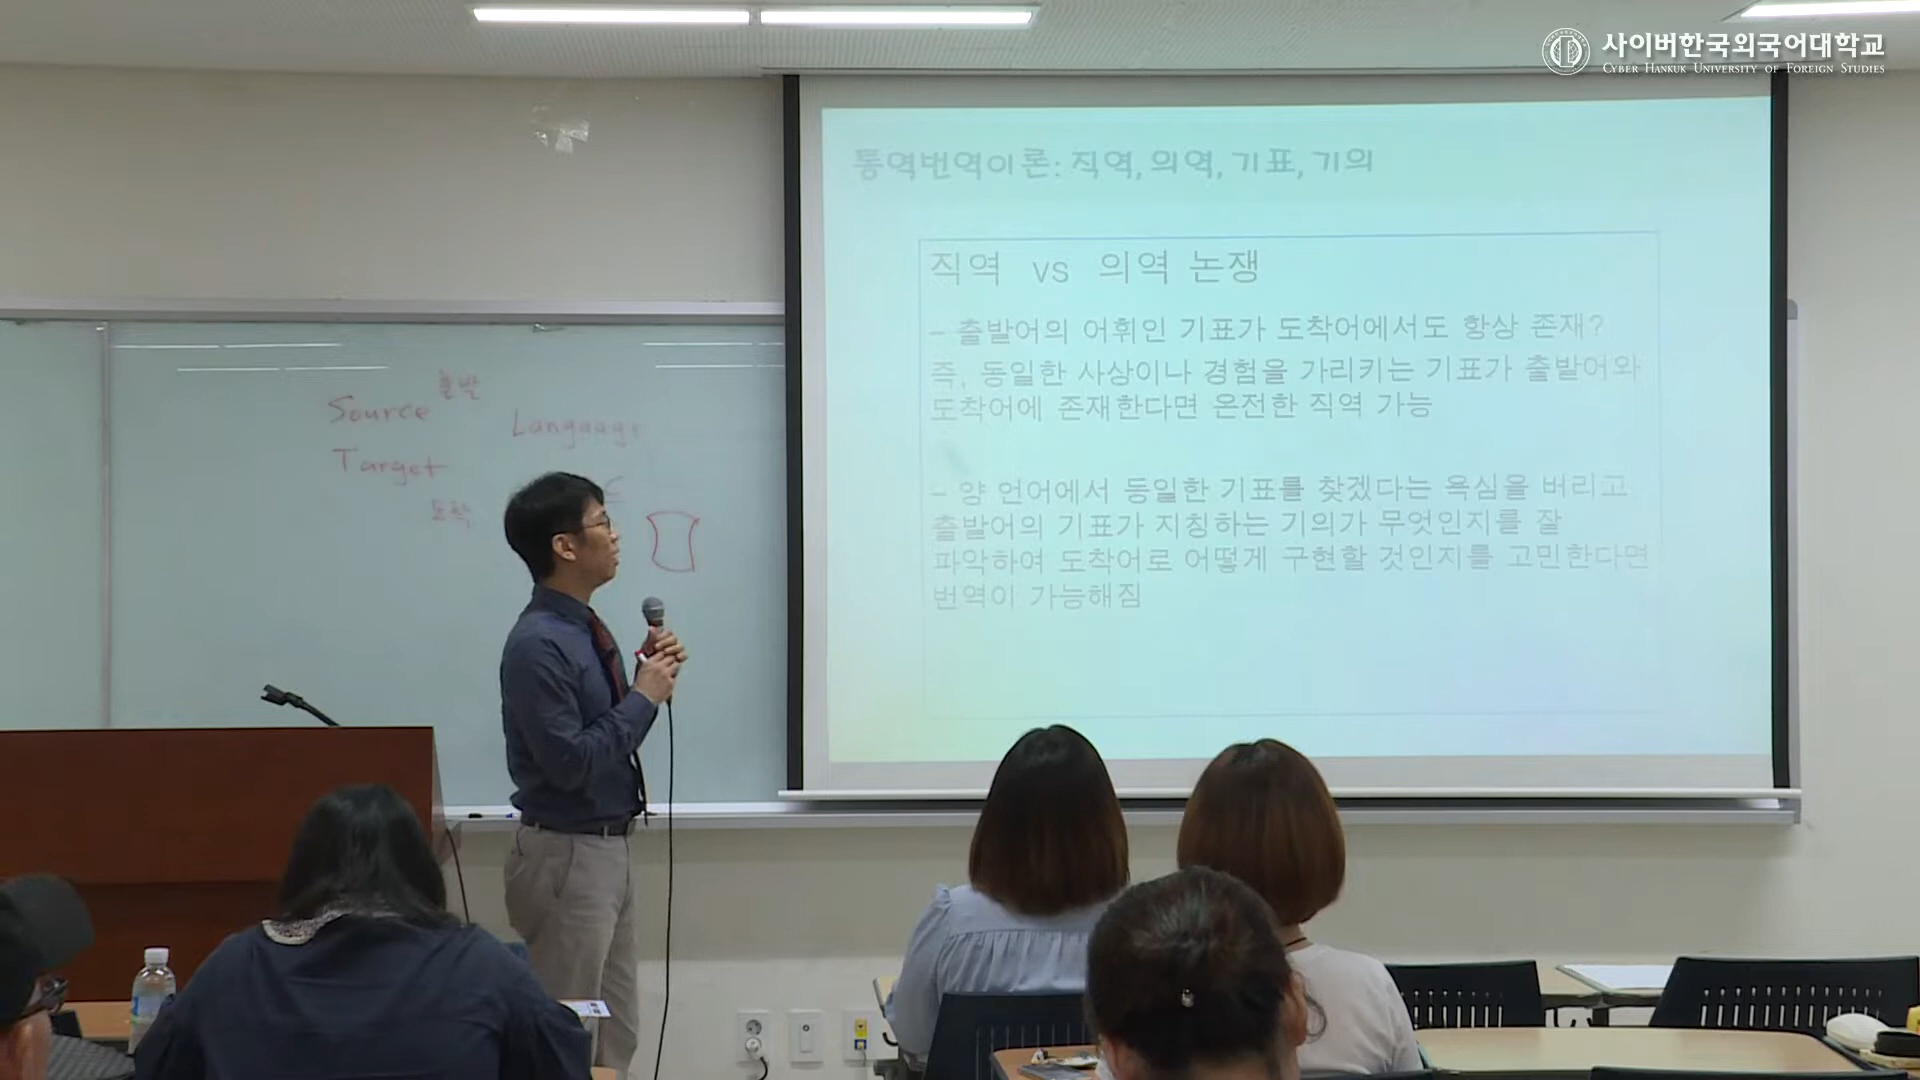 사이버한국외국어대학교
CYBER HANKUK UNIVERSITY OF FOREIGN STUDIES
통역번역이론: 직역, 의역, 기표, 기의
직역 vs 의역 논쟁
- 출발어의 어휘인 기표가 도착어에서도 항상 존재?
즉, 동일한 사상이나 경험을 가리키는 기표가 출발어와
도착어에 존재한다면 온전한 직역 가능
- 양 언어에서 동일한 기표를 찾겠다는 욕심을 버리고
출발어의 기표가 지칭하는 기의가 무엇인지를 잘
파악하여 도착어로 어떻게 구현할 것인지를 고민한다면
번역이 가능해짐
출발
Source
Language
Target
도착